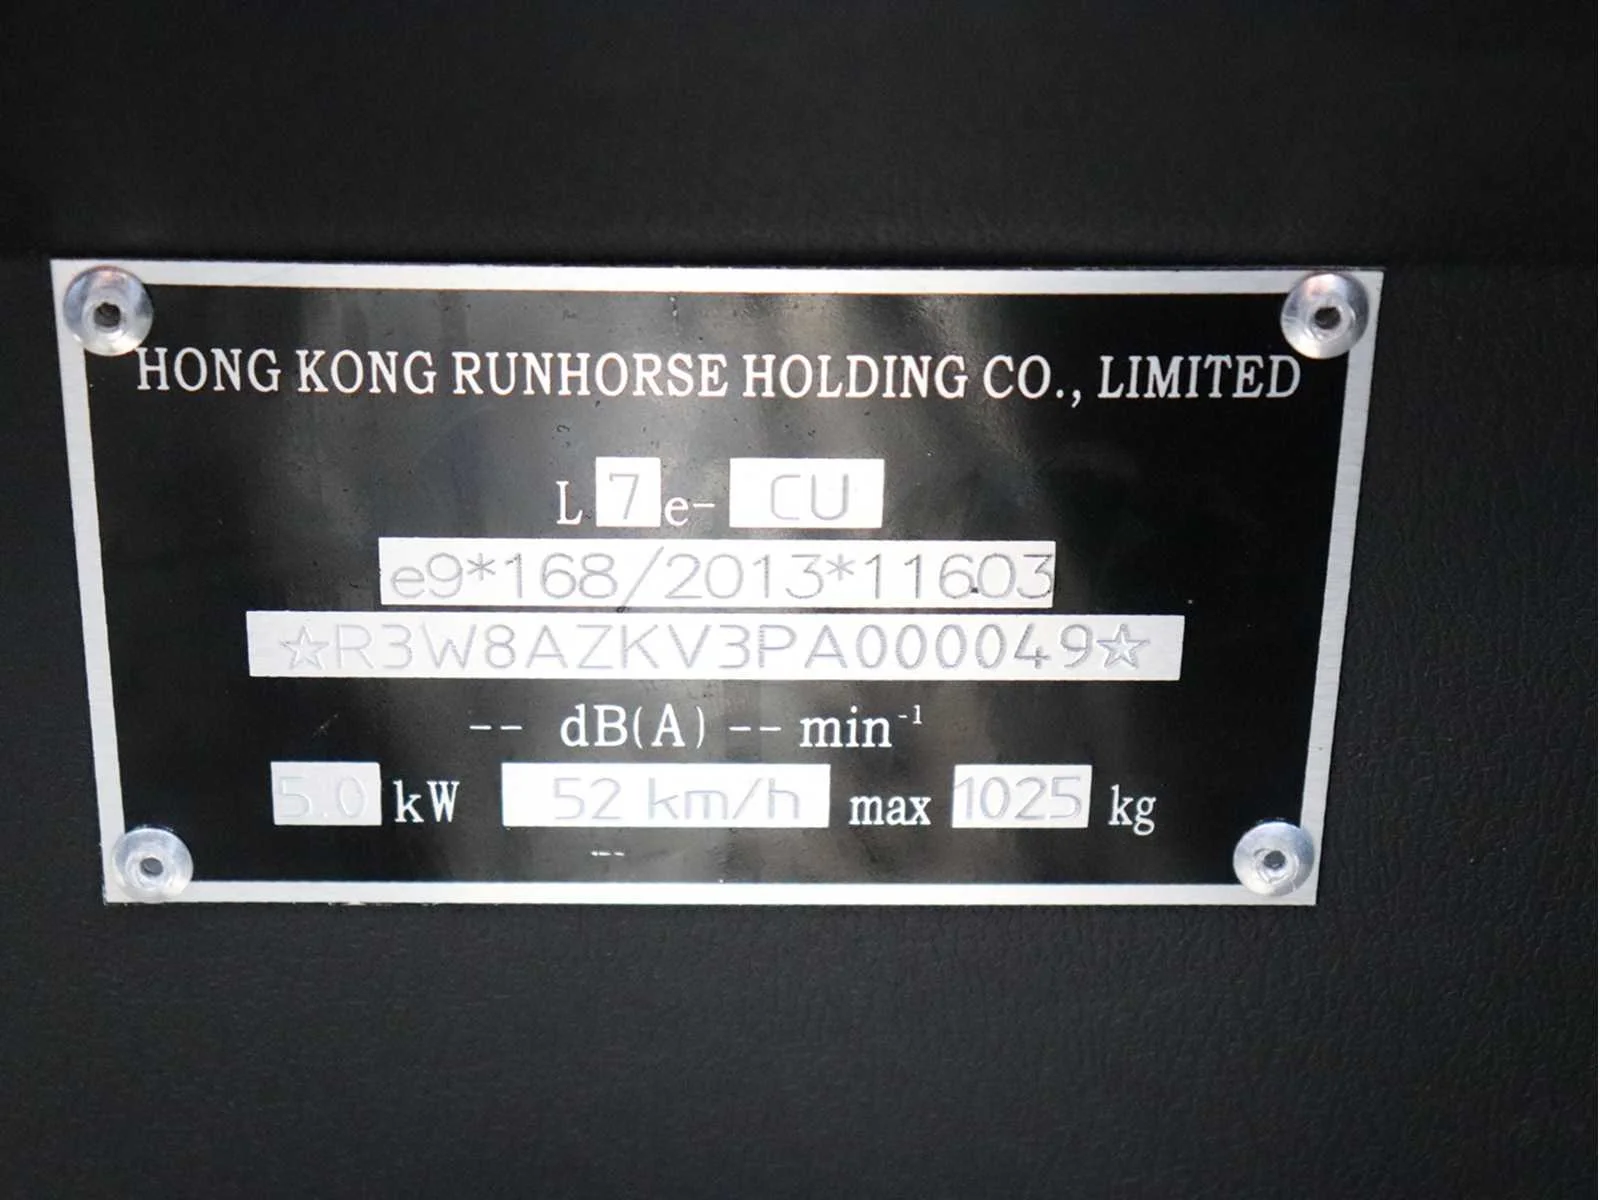 HONG KONG RUNHORSE HOLDING CO., LIMITED
L 7 e- CU
e9*168/2013*11603
☆R3W8AZKV3PA000049☆
-- dB(A) -- min⁻¹
5.0 kW 52 km/h max 1025 kg